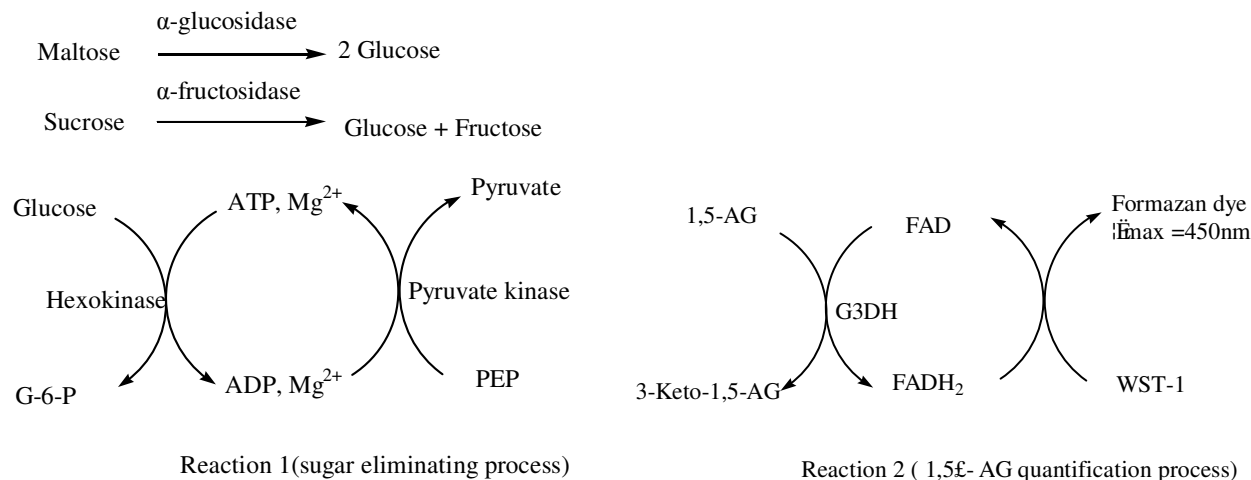 α-glucosidase
Maltose
2 Glucose
α-fructosidase
Sucrose
Glucose + Fructose
Glucose
ATP, Mg²⁺
Pyruvate
Hexokinase
Pyruvate kinase
G-6-P
ADP, Mg²⁺
PEP
Reaction 1(sugar eliminating process)
1,5-AG
FAD
Formazan dye
¦Ëmax =450nm
G3DH
3-Keto-1,5-AG
FADH₂
WST-1
Reaction 2 ( 1,5£- AG quantification process)